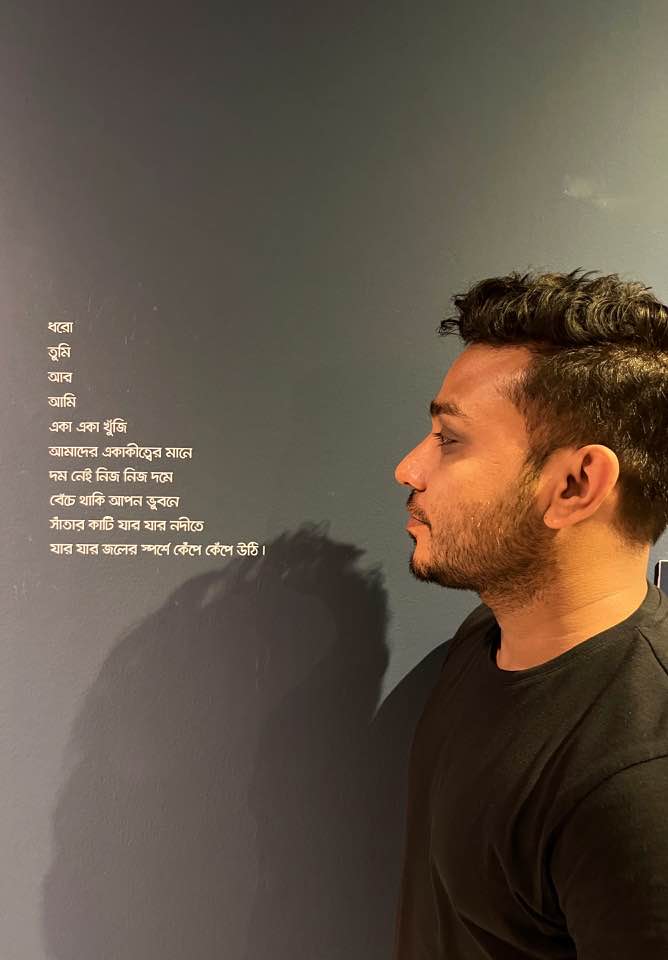 ধরো
তুমি
আর
আমি
একা একা খুঁজি
আমাদের একাকীত্বের মানে
দম নেই নিজ নিজ দমে
বেঁচে থাকি আপন ভুবনে
সাঁতার কাটি যার যার নদীতে
যার যার জলের স্পর্শে কেঁপে কেঁপে উঠি।